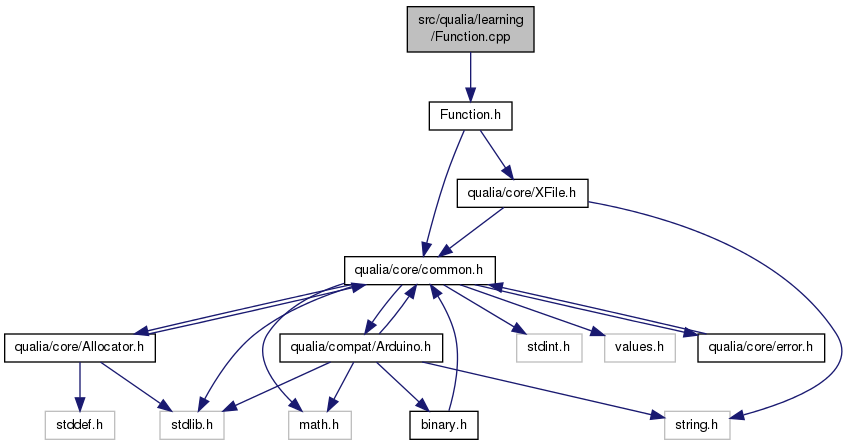 src/qualia/learning
/Function.cpp
Function.h
qualia/core/XFile.h
qualia/core/common.h
qualia/core/Allocator.h
qualia/compat/Arduino.h
stdint.h
values.h
qualia/core/error.h
stddef.h
stdlib.h
math.h
binary.h
string.h